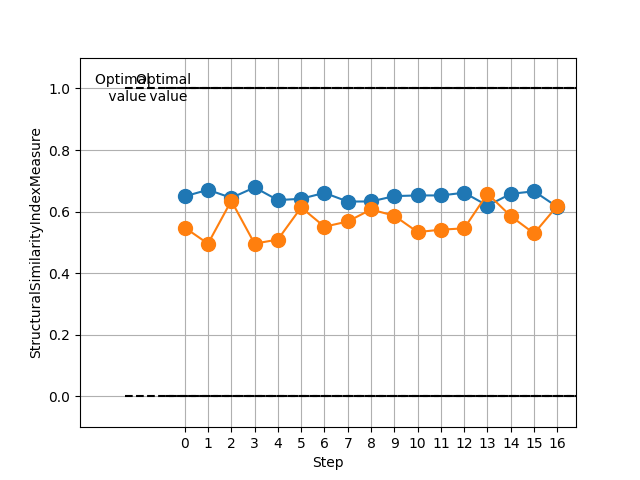 Optimal
value
Optimal
value
1.0
0.8
0.6
0.4
0.2
0.0
StructuralSimilarityIndexMeasure
0 1 2 3 4 5 6 7 8 9 10 11 12 13 14 15 16
Step